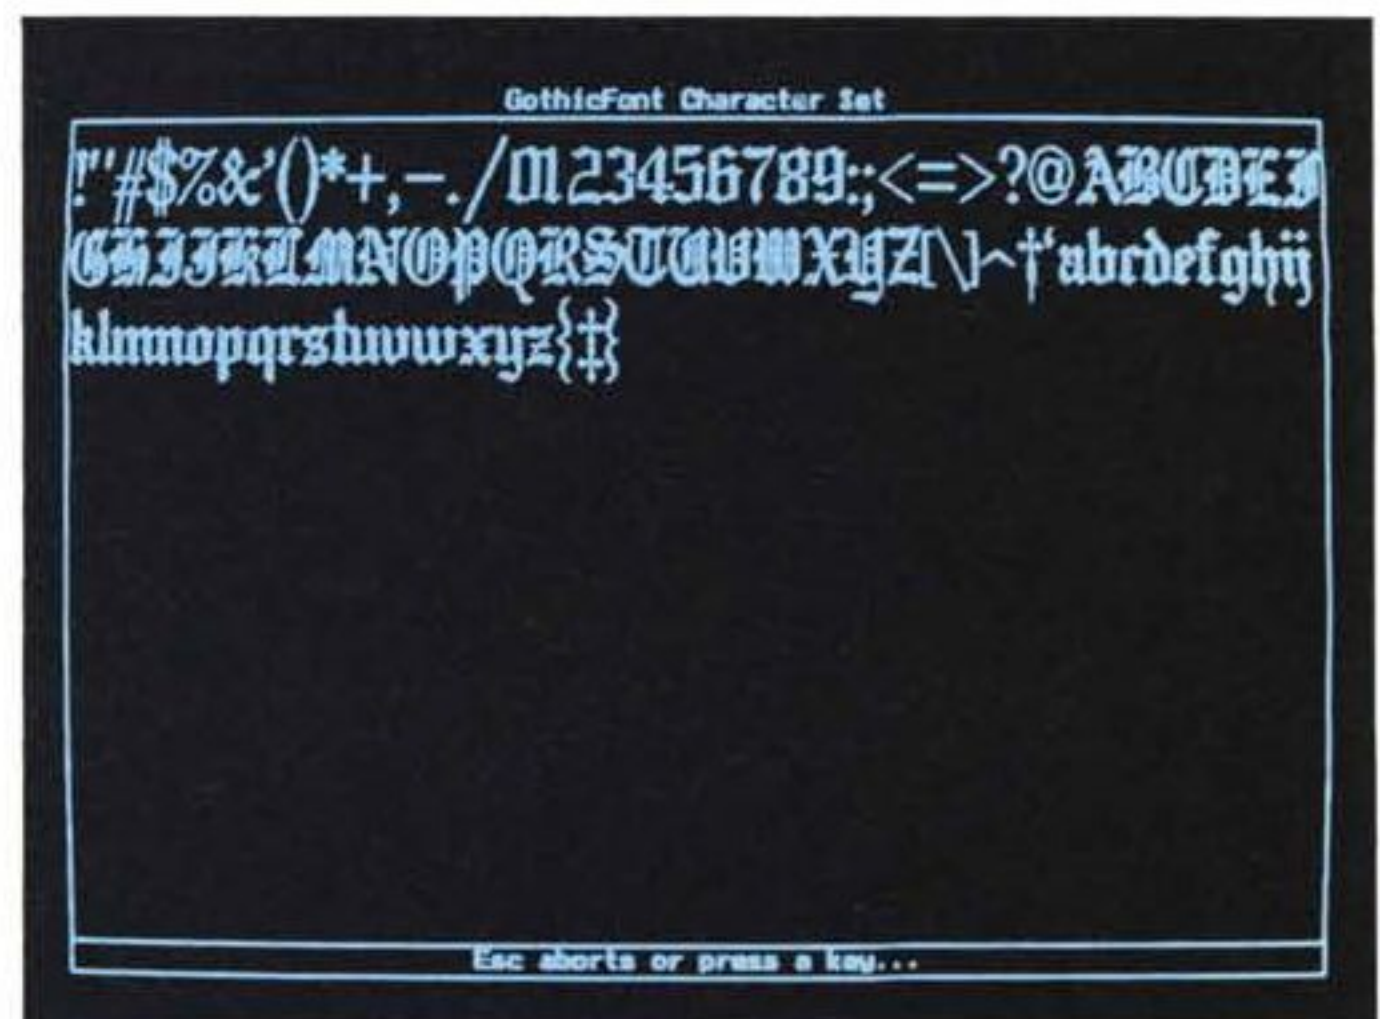 GothicFont Character Set
!"#$%&'()*+,-./0123456789:;<=>?@ABCDEF
GHIJKLMNOPQRSTUVWXYZ[\]^†‘abcdefghij
klmnopqrstuvwxyz{‡}
Esc aborts or press a key...